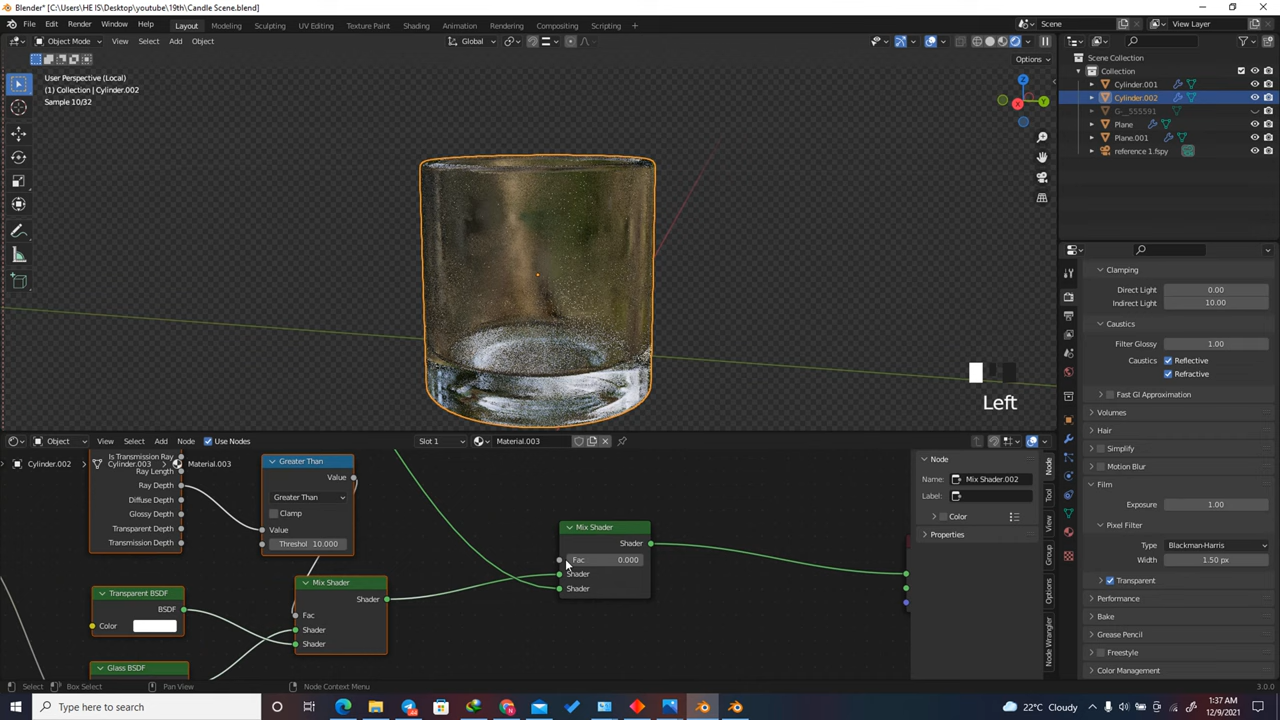 Blender* [C:\Users\HE IS\Desktop\youtube\19th\Candle Scene.blend]
File Edit Render Window Help Layout Modeling Sculpting UV Editing Texture Paint Shading Animation Rendering Compositing Scripting + Scene View Layer
Object Mode View Select Add Object Global
Options
User Perspective (Local)
(1) Collection | Cylinder.002
Sample 10/32
Z
X
Y
Scene Collection
Collection
Cylinder.001
Cylinder.002
G-__555591
Plane
Plane.001
reference 1.fspy
Left
Clamping
Direct Light 0.00
Indirect Light 10.00
Caustics
Filter Glossy 1.00
Caustics Reflective
Refractive
Fast GI Approximation
Volumes
Hair
Simplify
Motion Blur
Film
Exposure 1.00
Pixel Filter
Type Blackman-Harris
Width 1.50 px
Transparent
Performance
Bake
Grease Pencil
Freestyle
Color Management
Object View Select Add Node Use Nodes Slot 1 Material.003
Cylinder.002 Cylinder.003 Material.003
Is Transmission Ray
Ray Length
Ray Depth
Diffuse Depth
Glossy Depth
Transparent Depth
Transmission Depth
Greater Than
Value
Greater Than
Clamp
Value
Threshol 10.000
Transparent BSDF
BSDF
Color
Glass BSDF
Mix Shader
Shader
Fac
Shader
Shader
Mix Shader
Shader
Fac 0.000
Shader
Shader
Node
Name: Mix Shader.002
Label:
Color
Properties
Node
Tool
View
Group
Options
Node Wrangler
Select Box Select Pan View Node Context Menu 3.0.0
Type here to search 22°C Cloudy 1:37 AM
12/9/2021